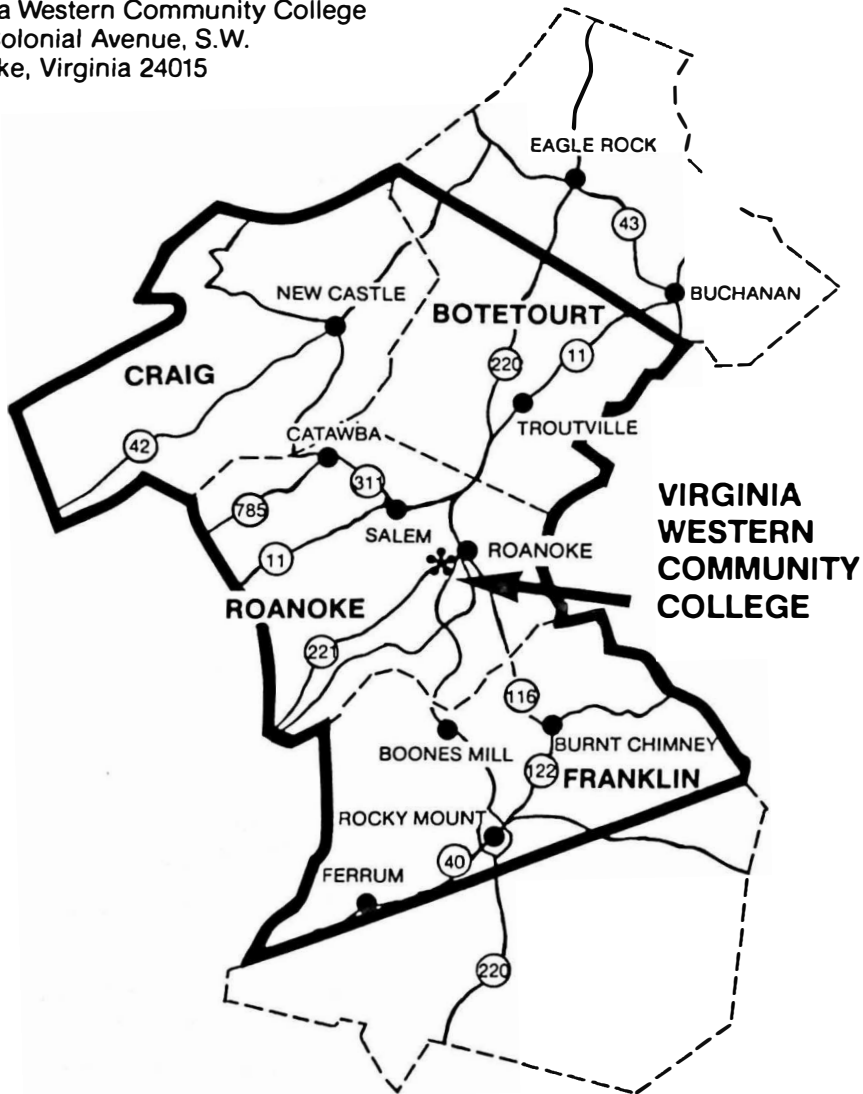 a Western Community College
olonial Avenue, S.W.
ke, Virginia 24015
EAGLE ROCK
43
NEW CASTLE
BUCHANAN
BOTETOURT
220
11
CRAIG
TROUTVILLE
42
CATAWBA
311
785
SALEM
VIRGINIA
WESTERN
COMMUNITY
COLLEGE
11
ROANOKE
ROANOKE
221
116
BOONES MILL
BURNT CHIMNEY
122
FRANKLIN
ROCKY MOUNT
40
FERRUM
220